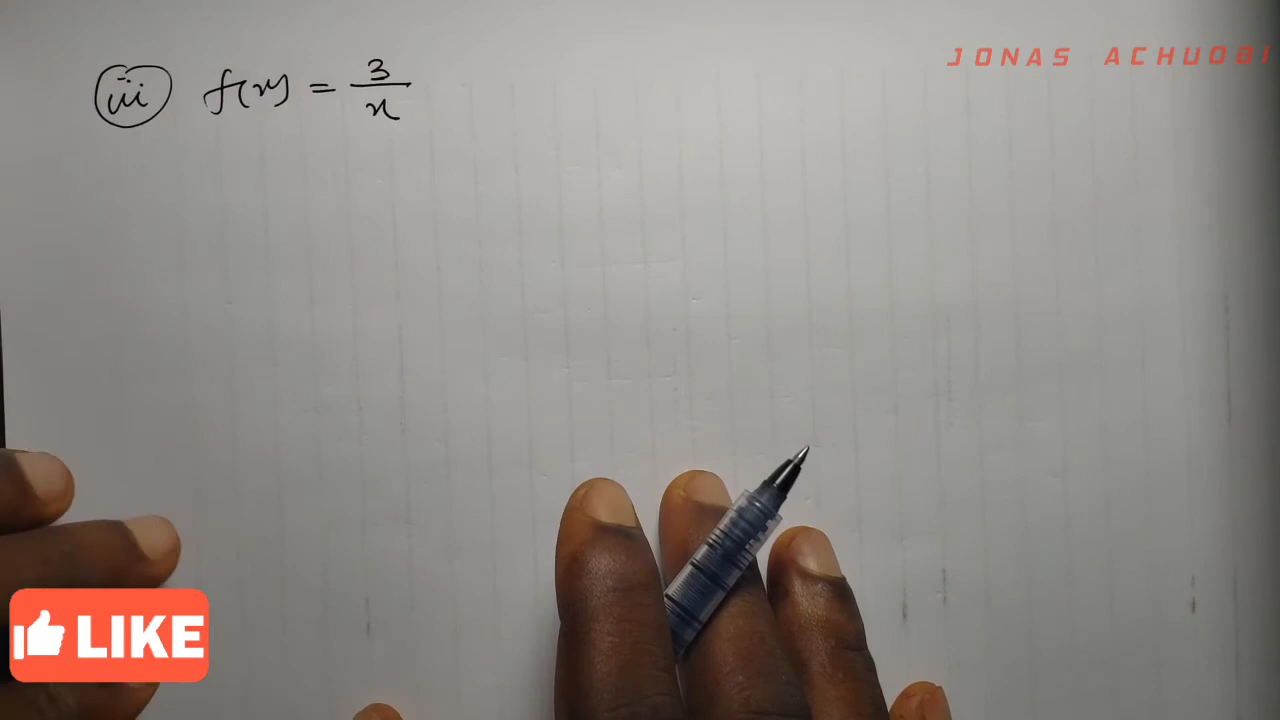 JONAS ACHUOBI
iii f(x) = 3/x
LIKE